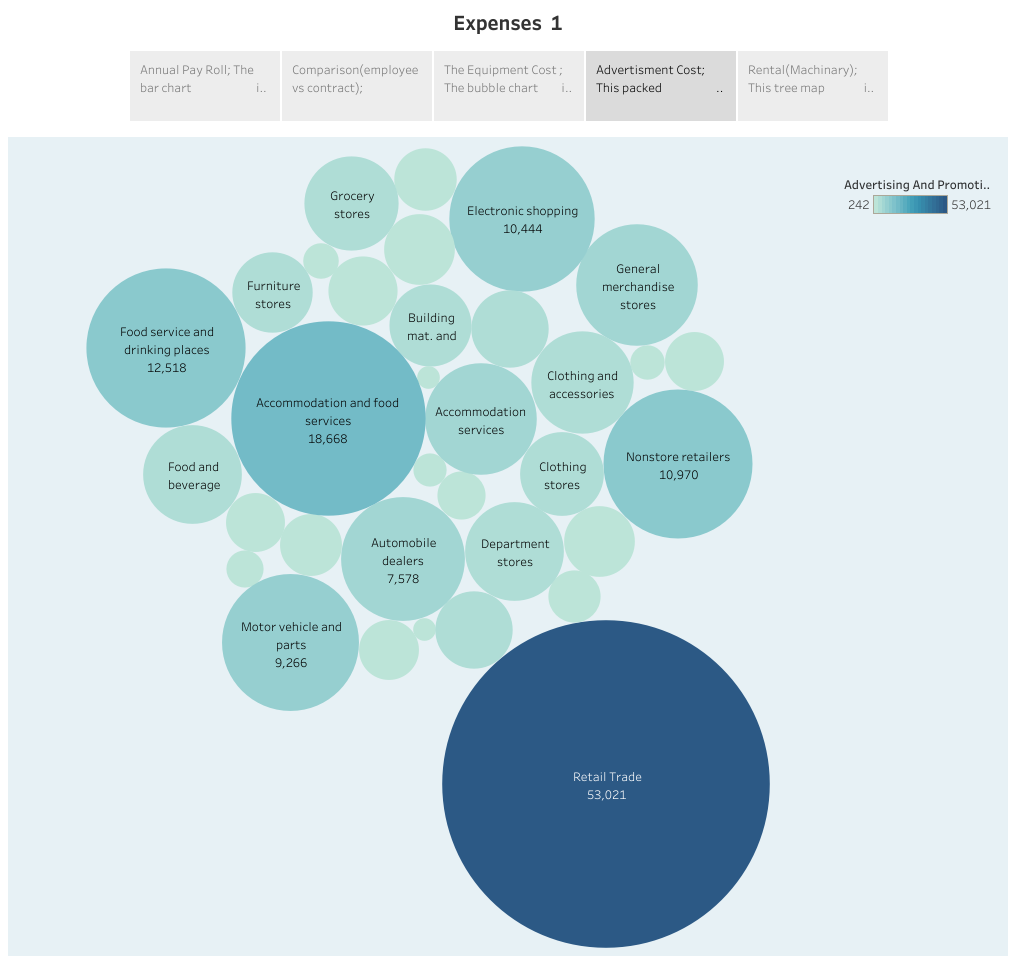 Expenses 1
Annual Pay Roll; The
bar chart i..
Comparison(employee
vs contract);
The Equipment Cost ;
The bubble chart i..
Advertisment Cost;
This packed ..
Rental(Machinary);
This tree map i..
Advertising And Promoti..
242 53,021
Grocery
stores
Electronic shopping
10,444
General
merchandise
stores
Furniture
stores
Building
mat. and
Food service and
drinking places
12,518
Clothing and
accessories
Accommodation and food
services
18,668
Accommodation
services
Nonstore retailers
10,970
Food and
beverage
Clothing
stores
Automobile
dealers
7,578
Department
stores
Motor vehicle and
parts
9,266
Retail Trade
53,021